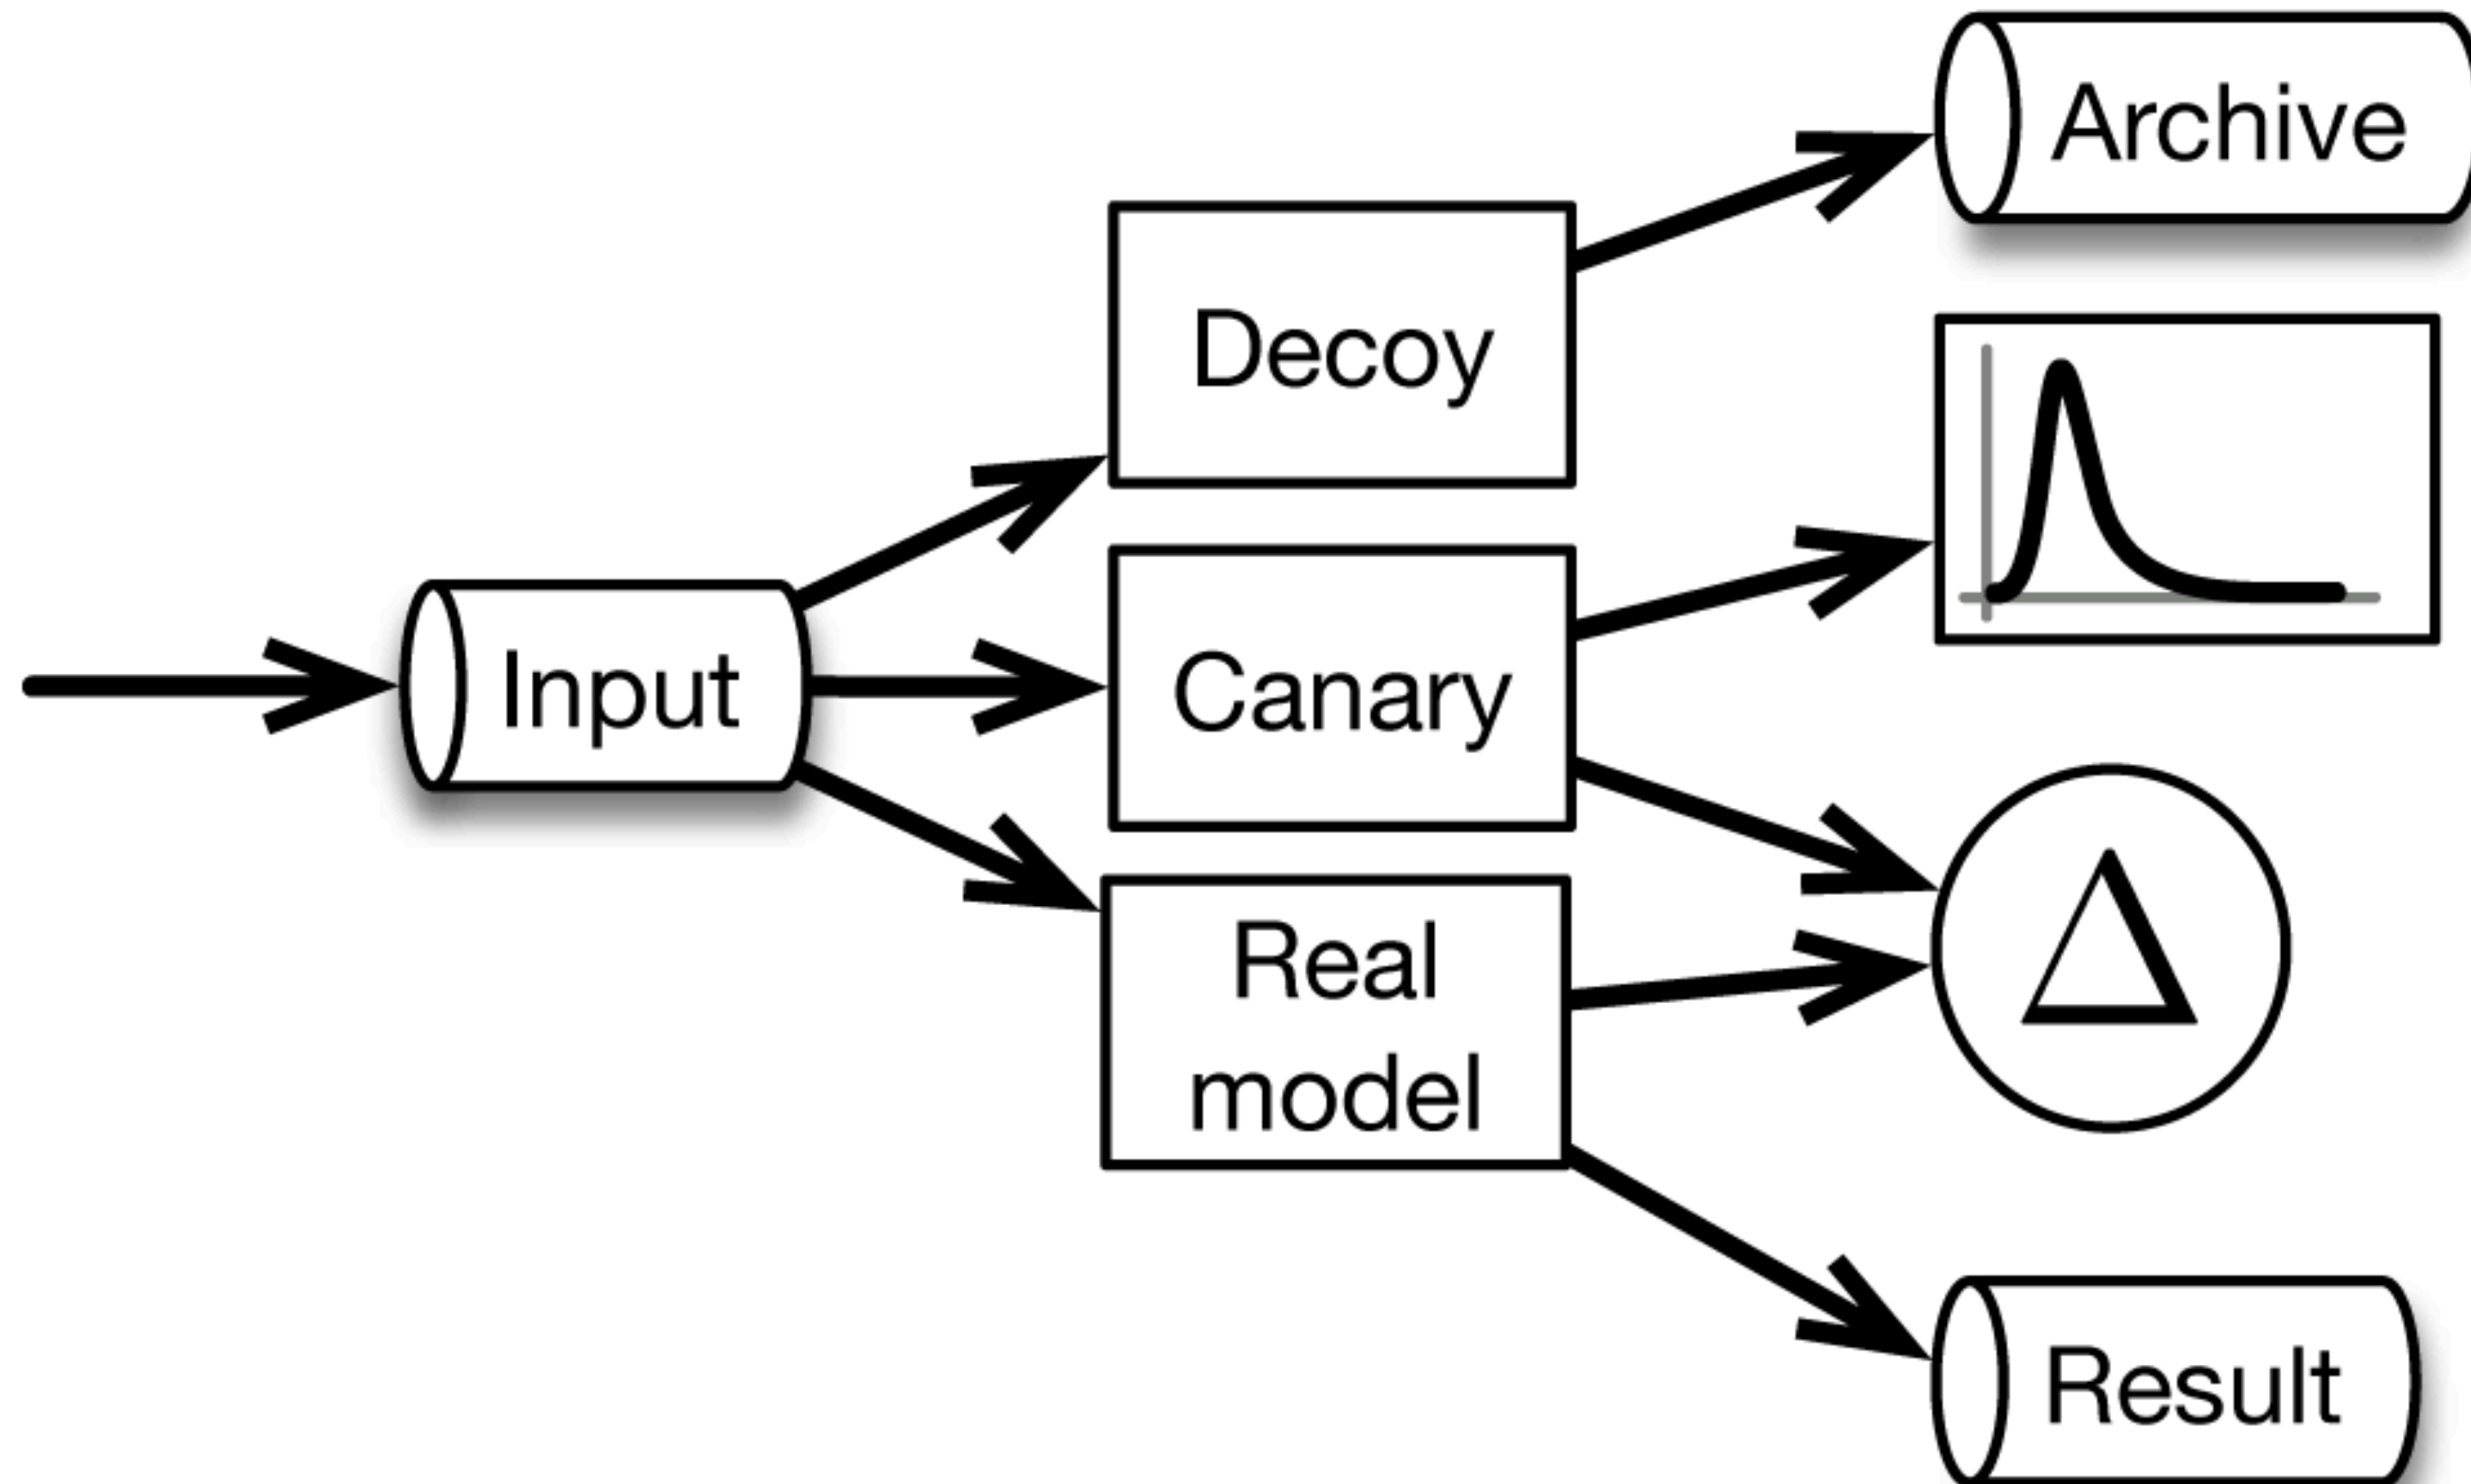 Archive
Decoy
Input
Canary
Real
model
Δ
Result